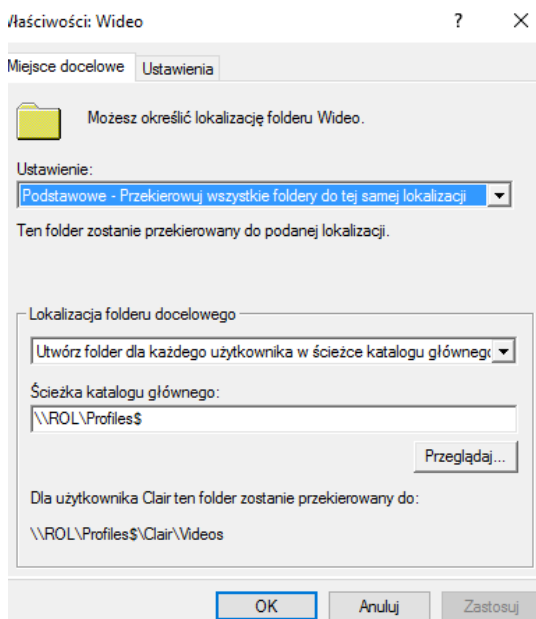 Właściwości: Wideo
?
Miejsce docelowe
Ustawienia
Możesz określić lokalizację folderu Wideo.
Ustawienie:
Podstawowe - Przekierowuj wszystkie foldery do tej samej lokalizacji
Ten folder zostanie przekierowany do podanej lokalizacji.
Lokalizacja folderu docelowego
Utwórz folder dla każdego użytkownika w ścieżce katalogu główneg
Ścieżka katalogu głównego:
\\ROL\Profiles$
Przeglądaj...
Dla użytkownika Clair ten folder zostanie przekierowany do:
\\ROL\Profiles$\Clair\Videos
OK
Anuluj
Zastosuj